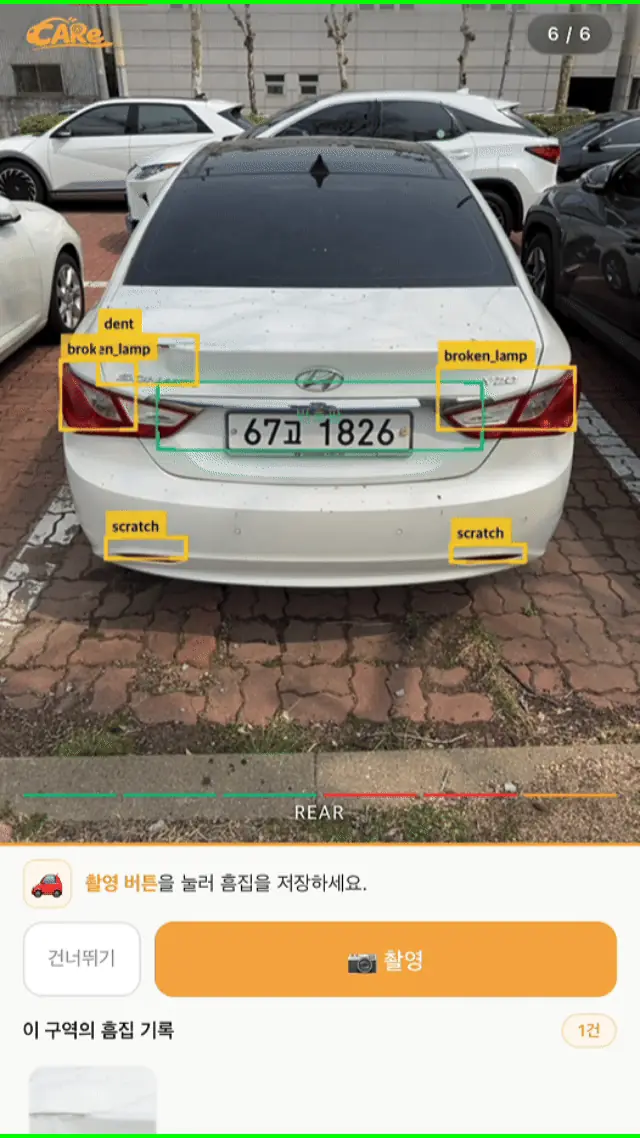 CARe
6 / 6
dent
broken_lamp
broken_lamp
67고 1826
scratch
scratch
REAR
촬영 버튼을 눌러 흠집을 저장하세요.
건너뛰기
촬영
이 구역의 흠집 기록
1건